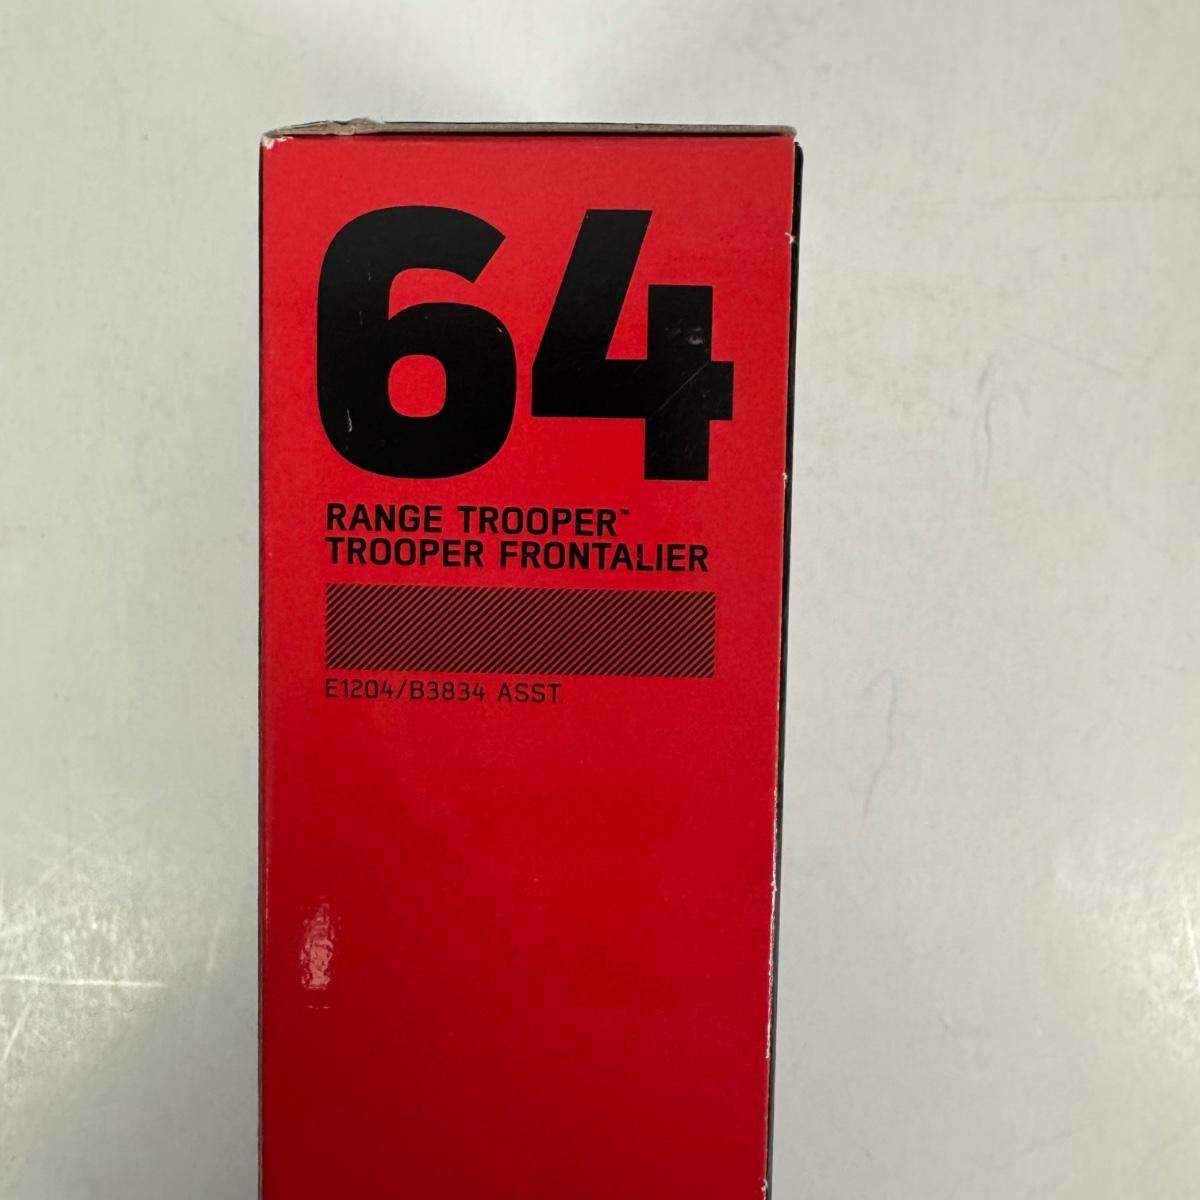 64
RANGE TROOPER™
TROOPER FRONTALIER
E1204/B3834 ASST.